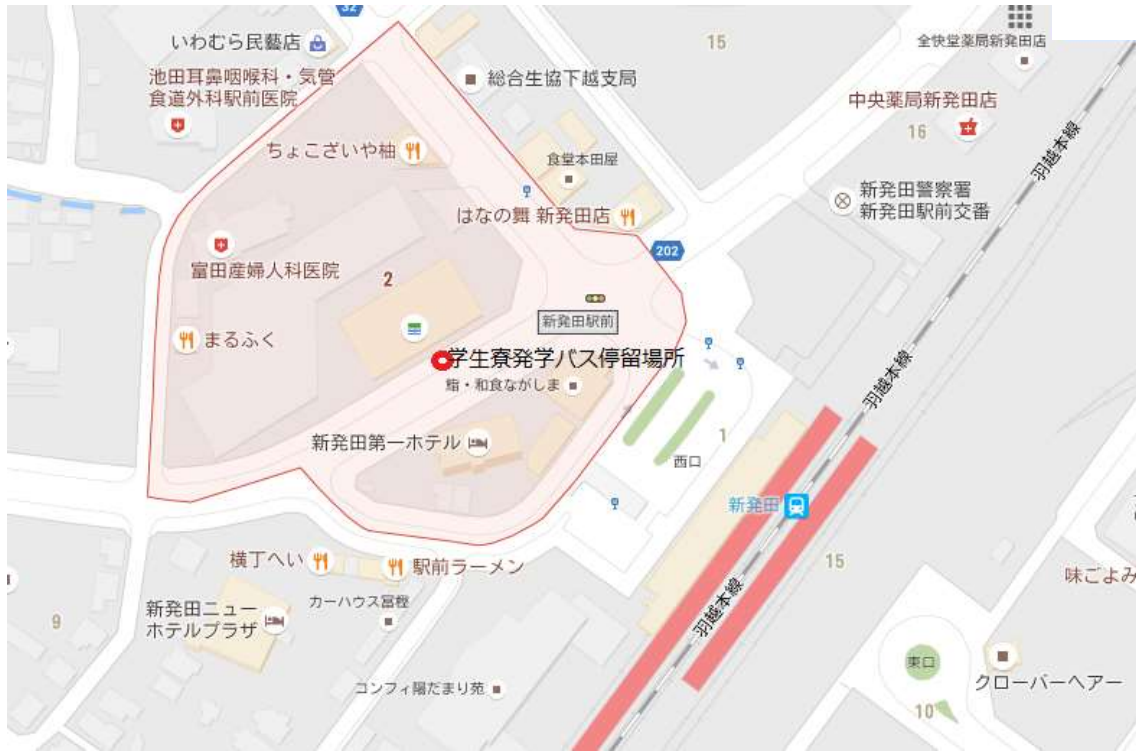 32
いわむら民藝店
15
全快堂薬局新発田店
池田耳鼻咽喉科・気管
食道外科駅前医院
総合生協下越支局
中央薬局新発田店
16
ちょこざいや柚
食堂本田屋
羽越本線
新発田警察署
新発田駅前交番
はなの舞 新発田店
202
富田産婦人科医院
2
新発田駅前
まるふく
学生寮発学バス停留場所
鮨・和食ながしま
羽越本線
新発田第一ホテル
1
西口
新発田
横丁へい
駅前ラーメン
15
味ごよみ
新発田ニュー
ホテルプラザ
カーハウス冨樫
9
羽越本線
コンフィ陽だまり苑
東口
クローバーヘアー
10